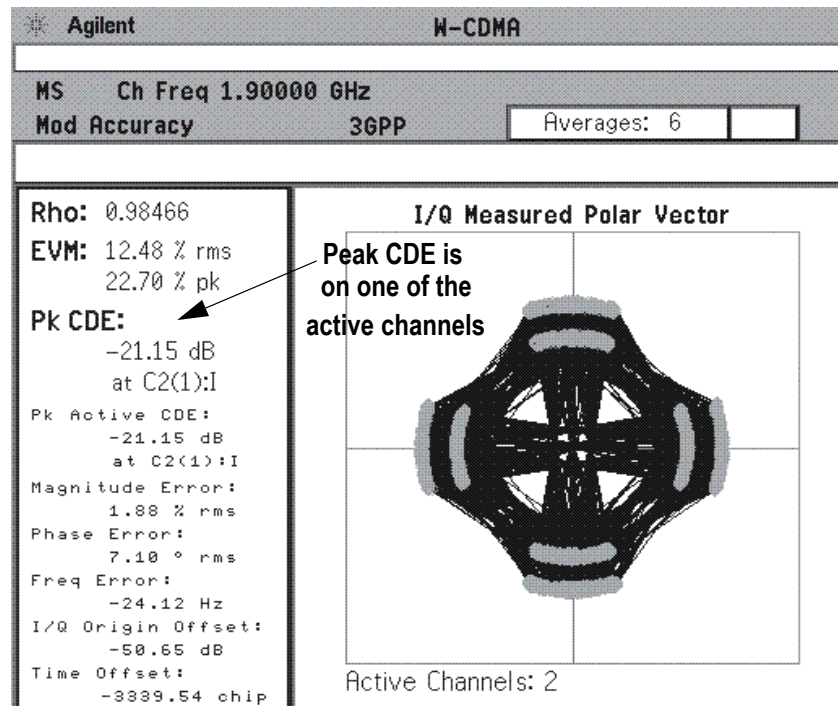 Agilent W-CDMA
MS Ch Freq 1.90000 GHz
Mod Accuracy 3GPP Averages: 6
Rho: 0.98466
EVM: 12.48 % rms
22.70 % pk
Pk CDE:
-21.15 dB
at C2(1):I
Pk Active CDE:
-21.15 dB
at C2(1):I
Magnitude Error:
1.88 % rms
Phase Error:
7.10 ° rms
Freq Error:
-24.12 Hz
I/Q Origin Offset:
-50.65 dB
Time Offset:
-3339.54 chip
I/Q Measured Polar Vector
Peak CDE is
on one of the
active channels
Active Channels: 2